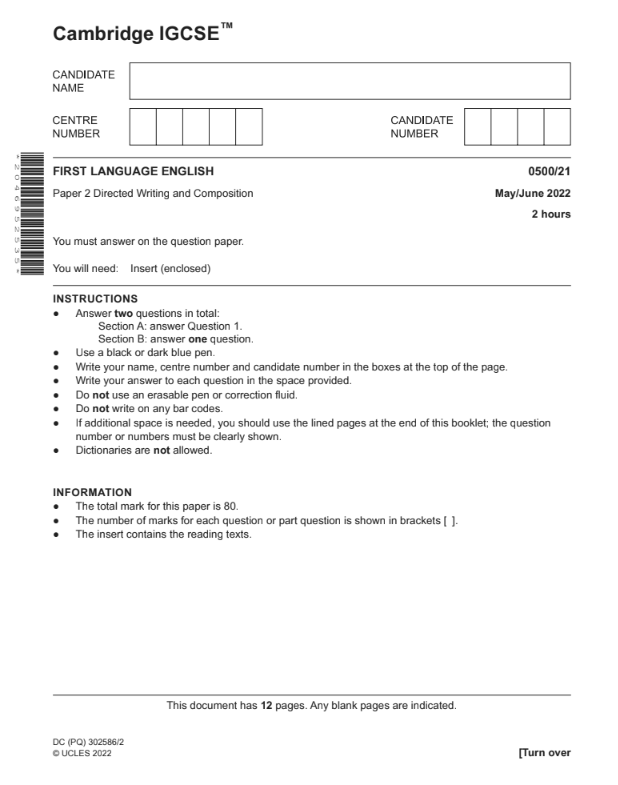 Cambridge IGCSE™
CANDIDATE
NAME
CENTRE
NUMBER
CANDIDATE
NUMBER
*2046952535*
FIRST LANGUAGE ENGLISH 0500/21
Paper 2 Directed Writing and Composition May/June 2022
2 hours
You must answer on the question paper.
You will need: Insert (enclosed)
INSTRUCTIONS
● Answer two questions in total:
Section A: answer Question 1.
Section B: answer one question.
● Use a black or dark blue pen.
● Write your name, centre number and candidate number in the boxes at the top of the page.
● Write your answer to each question in the space provided.
● Do not use an erasable pen or correction fluid.
● Do not write on any bar codes.
● If additional space is needed, you should use the lined pages at the end of this booklet; the question
number or numbers must be clearly shown.
● Dictionaries are not allowed.
INFORMATION
● The total mark for this paper is 80.
● The number of marks for each question or part question is shown in brackets [ ].
● The insert contains the reading texts.
This document has 12 pages. Any blank pages are indicated.
DC (PQ) 302586/2
© UCLES 2022
[Turn over